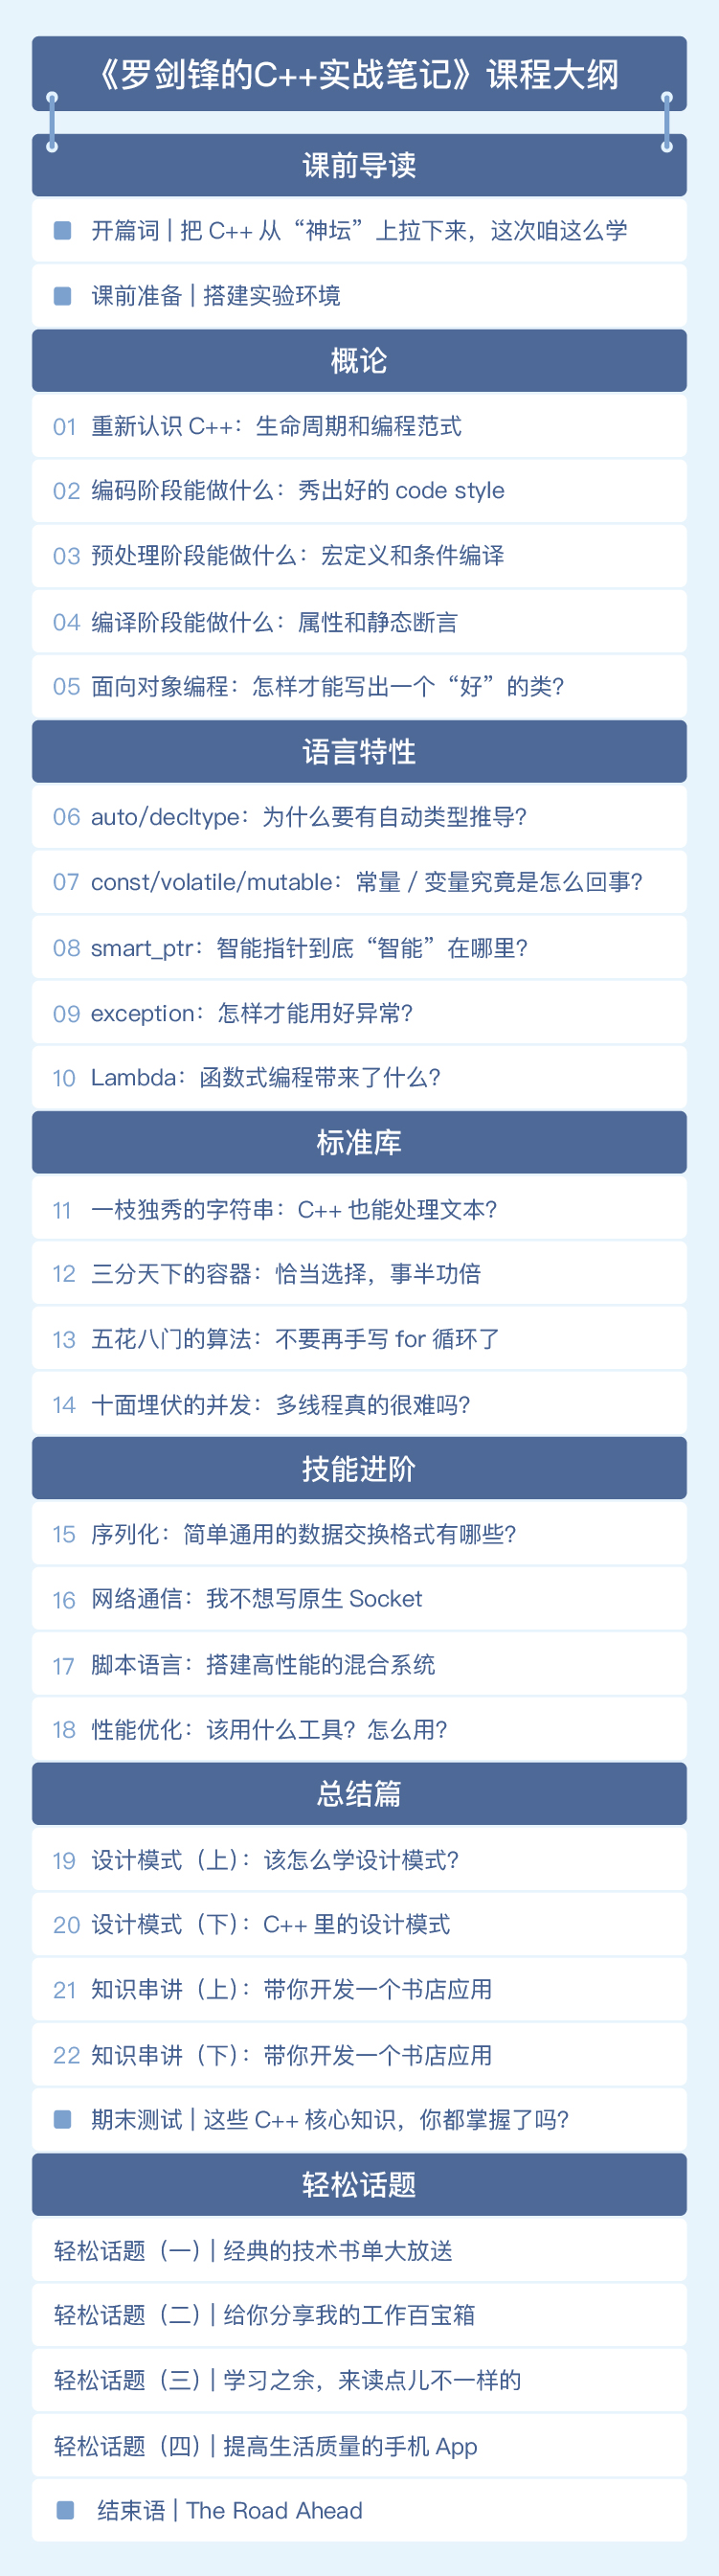 《罗剑锋的C++实战笔记》课程大纲
课前导读
开篇词 | 把 C++ 从“神坛”上拉下来，这次咱这么学
课前准备 | 搭建实验环境
概论
01 重新认识 C++：生命周期和编程范式
02 编码阶段能做什么：秀出好的 code style
03 预处理阶段能做什么：宏定义和条件编译
04 编译阶段能做什么：属性和静态断言
05 面向对象编程：怎样才能写出一个“好”的类？
语言特性
06 auto/decltype：为什么要有自动类型推导？
07 const/volatile/mutable：常量 / 变量究竟是怎么回事？
08 smart_ptr：智能指针到底“智能”在哪里？
09 exception：怎样才能用好异常？
10 Lambda：函数式编程带来了什么？
标准库
11 一枝独秀的字符串：C++ 也能处理文本？
12 三分天下的容器：恰当选择，事半功倍
13 五花八门的算法：不要再手写 for 循环了
14 十面埋伏的并发：多线程真的很难吗？
技能进阶
15 序列化：简单通用的数据交换格式有哪些？
16 网络通信：我不想写原生 Socket
17 脚本语言：搭建高性能的混合系统
18 性能优化：该用什么工具？怎么用？
总结篇
19 设计模式（上）：该怎么学设计模式？
20 设计模式（下）：C++ 里的设计模式
21 知识串讲（上）：带你开发一个书店应用
22 知识串讲（下）：带你开发一个书店应用
期末测试 | 这些 C++ 核心知识，你都掌握了吗？
轻松话题
轻松话题（一）| 经典的技术书单大放送
轻松话题（二）| 给你分享我的工作百宝箱
轻松话题（三）| 学习之余，来读点儿不一样的
轻松话题（四）| 提高生活质量的手机 App
结束语 | The Road Ahead